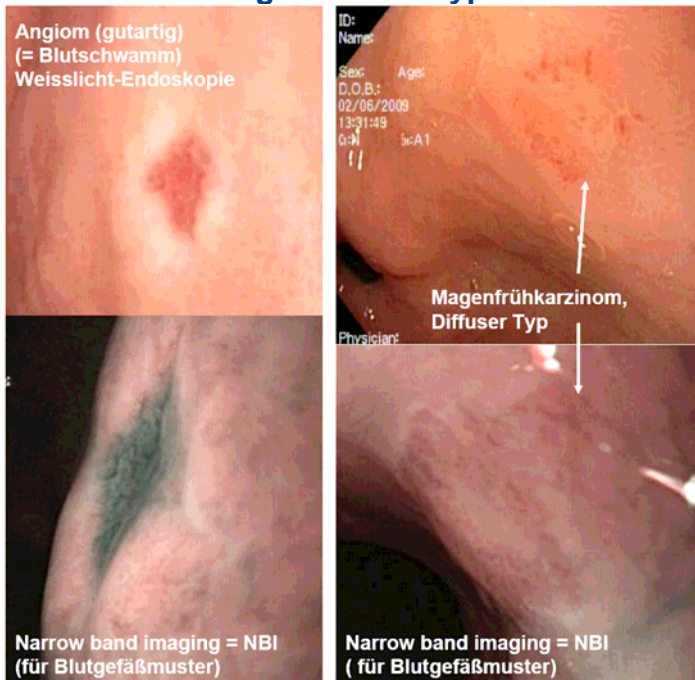 Angiom (gutartig)
(= Blutschwamm)
Weisslicht-Endoskopie
ID:
Name:
Sex: Age:
D.O.B.:
02/06/2009
13:31:49
Magenfrühkarzinom,
Diffuser Typ
Physician:
Narrow band imaging = NBI
(für Blutgefäßmuster)
Narrow band imaging = NBI
( für Blutgefäßmuster)